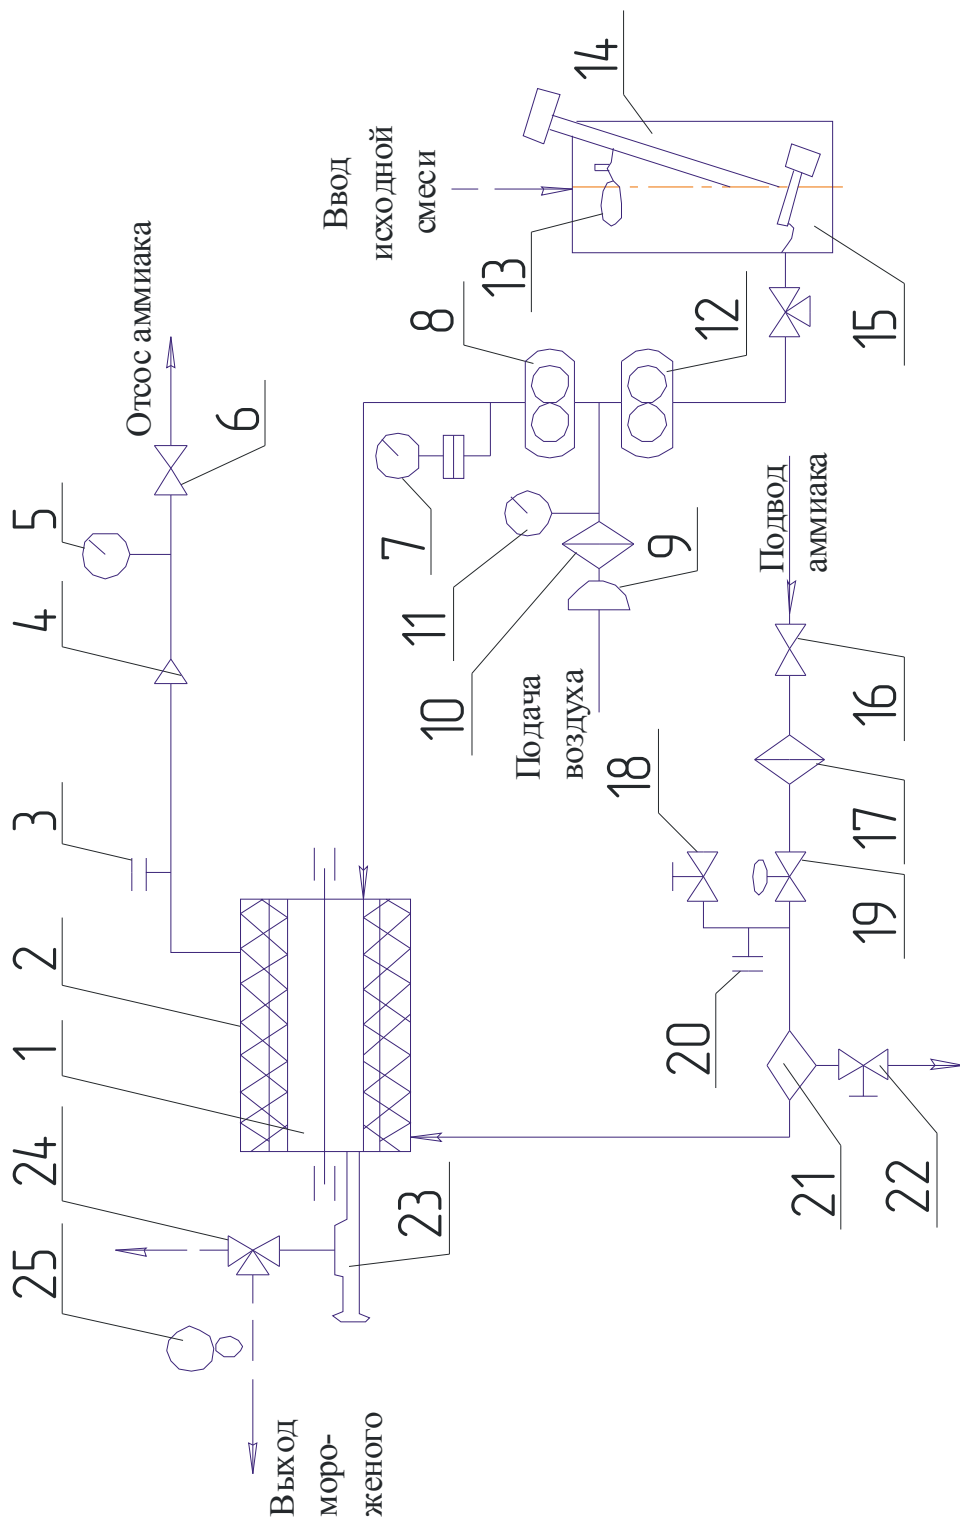 25
24
1
2
3
4
5
6
Отсос аммиака
7
8
Ввод
исходной
смеси
13
14
11
10
9
12
15
Подача
воздуха
Подвод
аммиака
18
16
17
19
20
21
22
23
Выход
моро-
женого